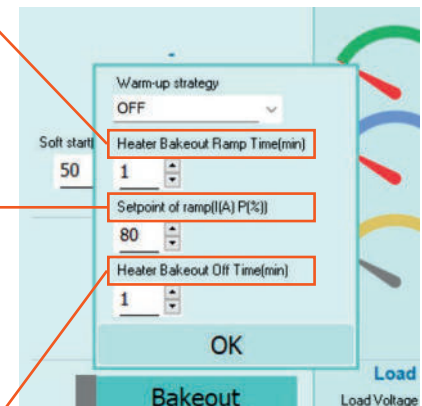 Warm-up strategy
OFF
Soft start(
50
Heater Bakeout Ramp Time(min)
1
Setpoint of ramp(I(A) P(%))
80
Heater Bakeout Off Time(min)
1
OK
Bakeout
Load
Load Voltage